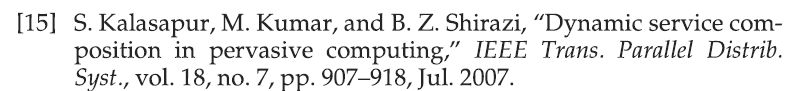 [15] S. Kalasapur, M. Kumar, and B. Z. Shirazi, “Dynamic service com-
position in pervasive computing,” IEEE Trans. Parallel Distrib.
Syst., vol. 18, no. 7, pp. 907–918, Jul. 2007.